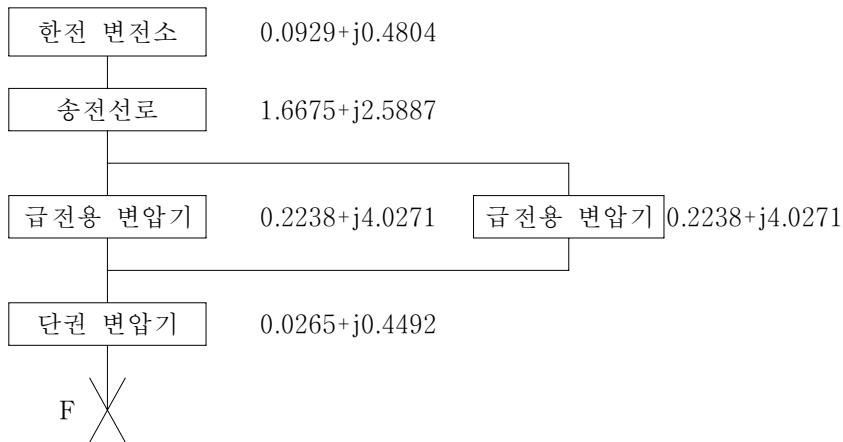 한전 변전소 0.0929+j0.4804
송전선로 1.6675+j2.5887
급전용 변압기 0.2238+j4.0271 급전용 변압기 0.2238+j4.0271
단권 변압기 0.0265+j0.4492
F